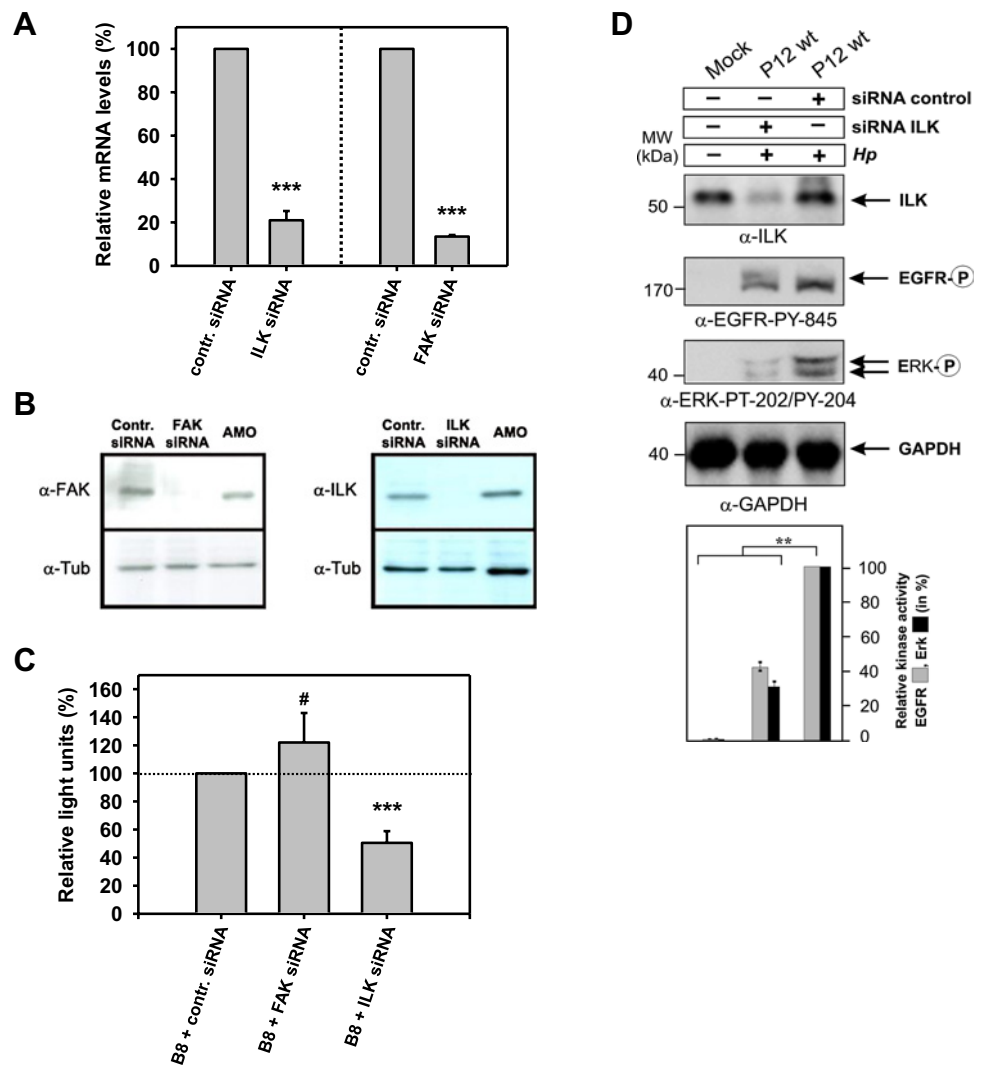 A
Relative mRNA levels (%)
100
80
60
40
20
0
***
***
contr. siRNA
ILK siRNA
contr. siRNA
FAK siRNA
B
Contr. siRNA
FAK siRNA
AMO
α-FAK
α-Tub
Contr. siRNA
ILK siRNA
AMO
α-ILK
α-Tub
C
Relative light units (%)
160
140
120
100
80
60
40
20
0
#
***
B8 + contr. siRNA
B8 + FAK siRNA
B8 + ILK siRNA
D
Mock
P12 wt
P12 wt
– – + siRNA control
– + – siRNA ILK
MW (kDa)
– + + Hp
50
ILK
α-ILK
170
EGFR-P
α-EGFR-PY-845
40
ERK-P
α-ERK-PT-202/PY-204
40
GAPDH
α-GAPDH
**
100
80
60
40
20
0
Relative kinase activity
EGFR , Erk (in %)